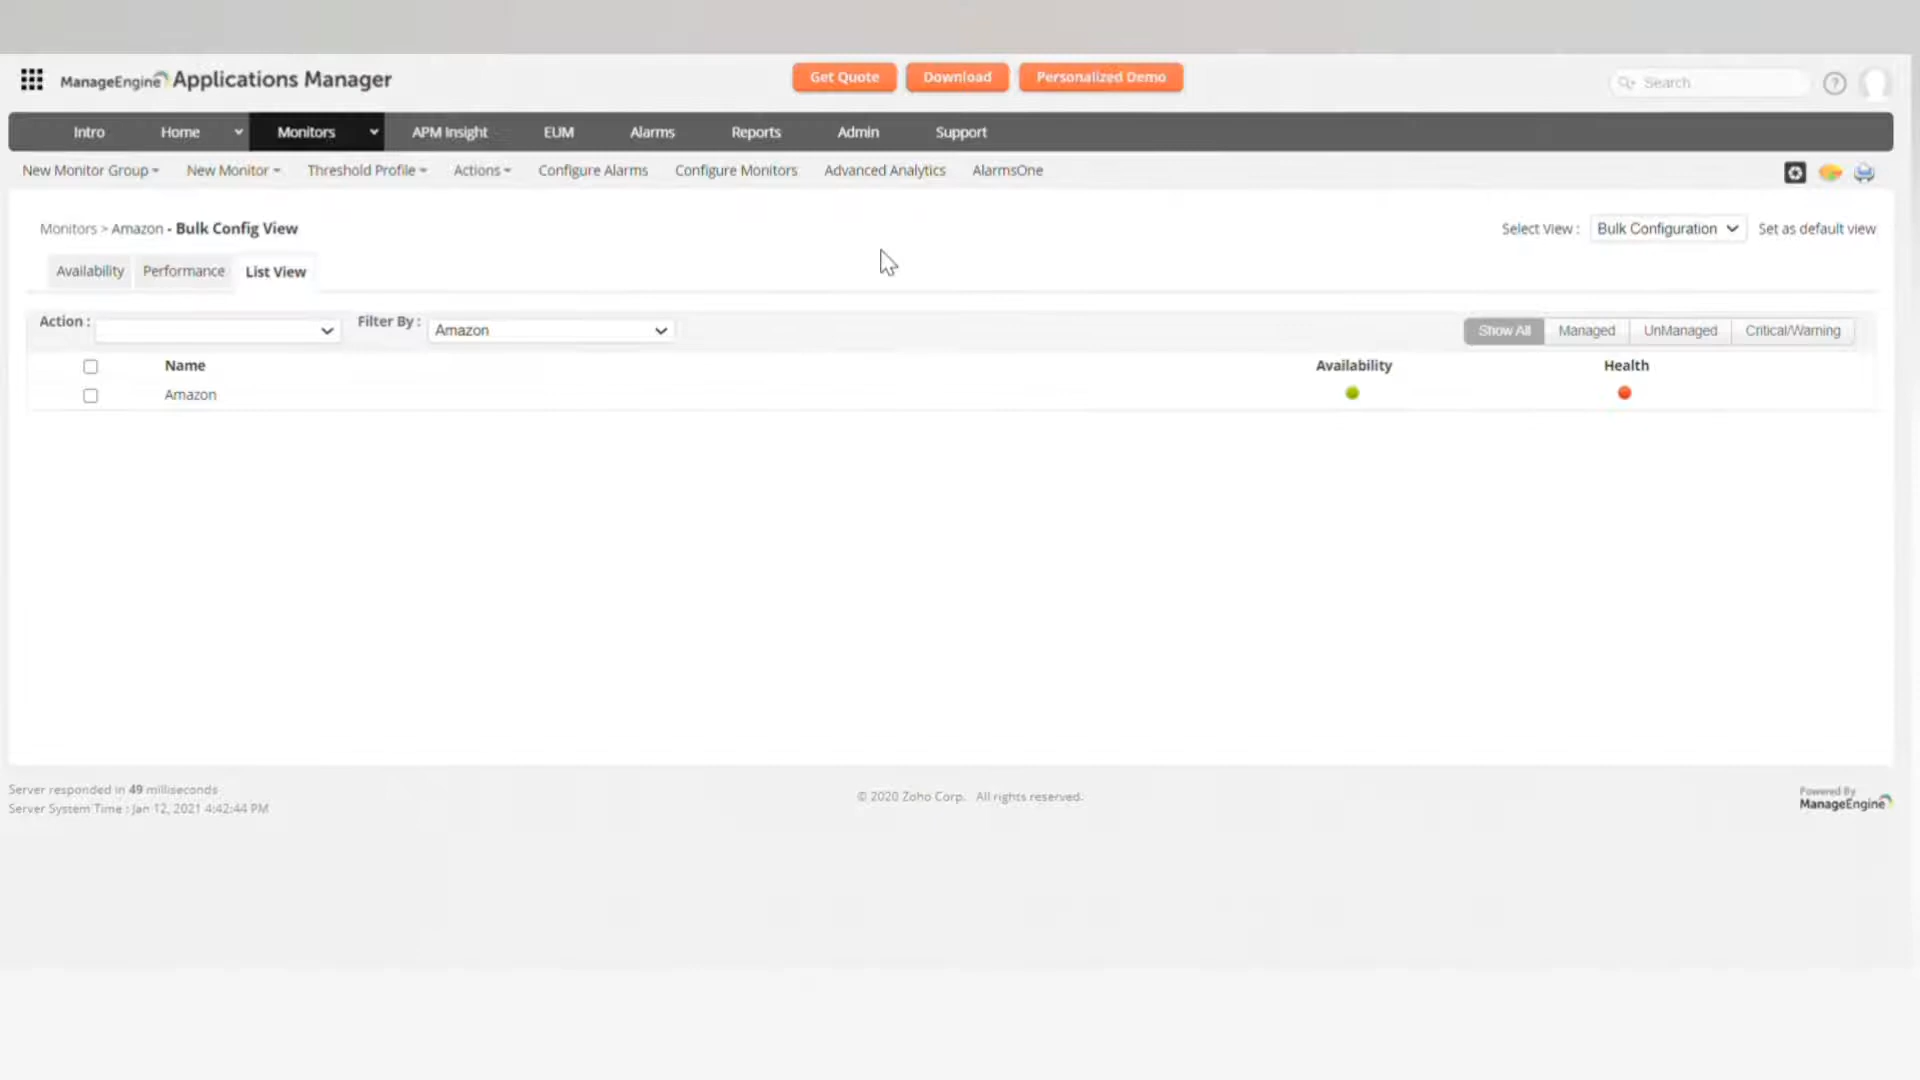 ManageEngine Applications Manager
Get Quote Download Personalized Demo
Search
Intro Home Monitors APM Insight EUM Alarms Reports Admin Support
New Monitor Group New Monitor Threshold Profile Actions Configure Alarms Configure Monitors Advanced Analytics AlarmsOne
Monitors > Amazon - Bulk Config View
Select View : Bulk Configuration Set as default view
Availability Performance List View
Action : Filter By : Amazon
Show All Managed UnManaged Critical/Warning
Name Availability Health
Amazon
Server responded in 49 milliseconds
Server System Time : Jan 12, 2021 4:42:44 PM
© 2020 Zoho Corp. All rights reserved.
Powered By
ManageEngine